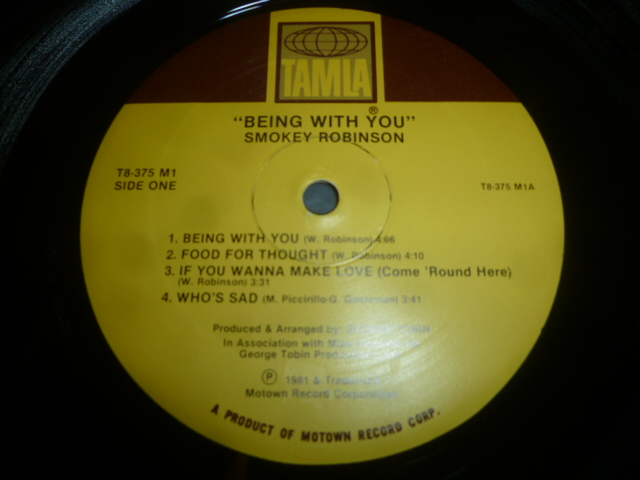 TAMLA®
"BEING WITH YOU"
SMOKEY ROBINSON
T8-375 M1
SIDE ONE
T8-375 M1A
1. BEING WITH YOU (W. Robinson) 4:06
2. FOOD FOR THOUGHT (W. Robinson) 4:10
3. IF YOU WANNA MAKE LOVE (Come 'Round Here)
(W. Robinson) 3:31
4. WHO'S SAD (M. Piccirillo-G. 3:41
Produced & Arranged by:
In Association with
George Tobin
℗ 1981 &
Motown Record
A PRODUCT OF MOTOWN RECORD CORP.